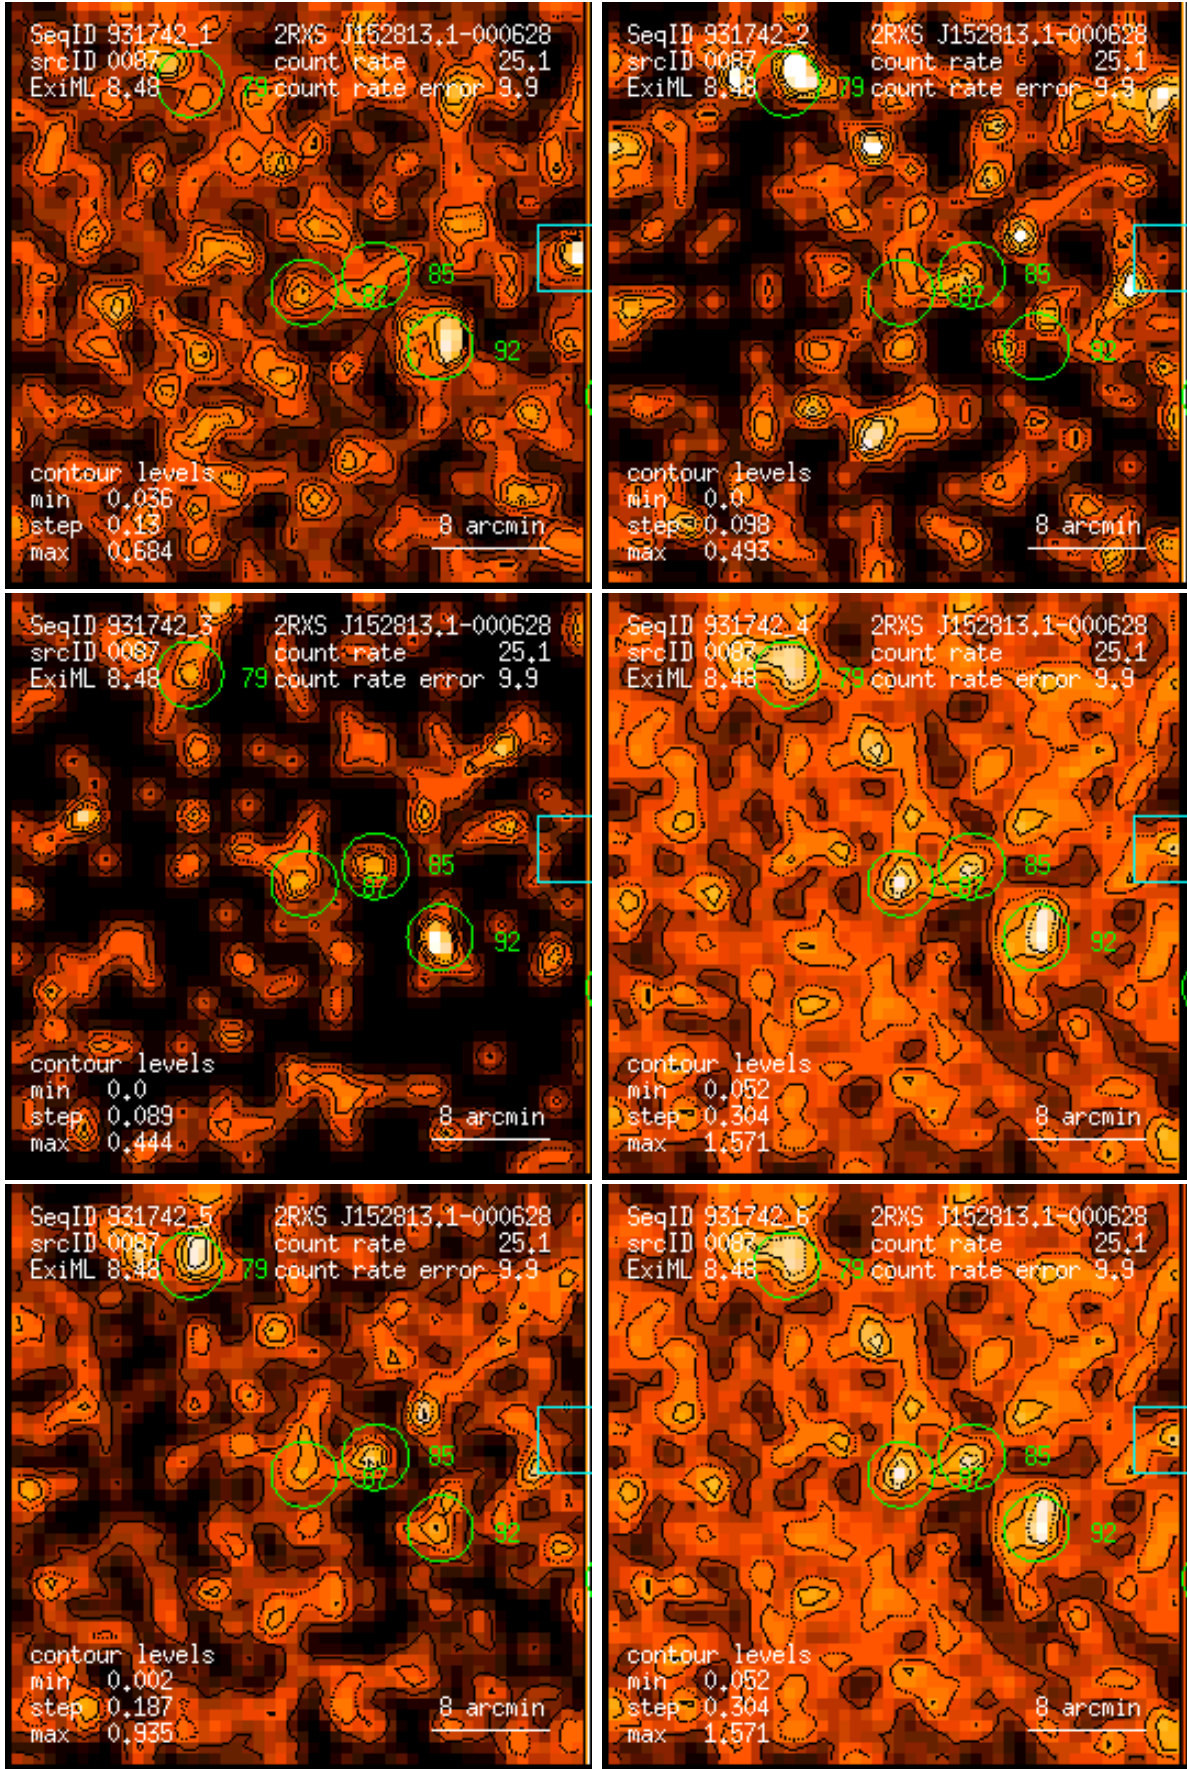 SeqID 931742_1 2RXS J152813.1-000628
srcID 0087 count rate 25.1
ExiML 8.48 79 count rate error 9.9
85
87
92
contour levels
min 0.036
step 0.13
max 0.684
8 arcmin
SeqID 931742_2 2RXS J152813.1-000628
srcID 0087 count rate 25.1
ExiML 8.48 79 count rate error 9.9
85
87
92
contour levels
min 0.0
step 0.098
max 0.493
8 arcmin
SeqID 931742_3 2RXS J152813.1-000628
srcID 0087 count rate 25.1
ExiML 8.48 79 count rate error 9.9
85
87
92
contour levels
min 0.0
step 0.089
max 0.444
8 arcmin
SeqID 931742_4 2RXS J152813.1-000628
srcID 0087 count rate 25.1
ExiML 8.48 79 count rate error 9.9
85
87
92
contour levels
min 0.052
step 0.304
max 1.571
8 arcmin
SeqID 931742_5 2RXS J152813.1-000628
srcID 0087 count rate 25.1
ExiML 8.48 79 count rate error 9.9
85
87
92
contour levels
min 0.002
step 0.187
max 0.935
8 arcmin
SeqID 931742_6 2RXS J152813.1-000628
srcID 0087 count rate 25.1
ExiML 8.48 79 count rate error 9.9
85
87
92
contour levels
min 0.052
step 0.304
max 1.571
8 arcmin